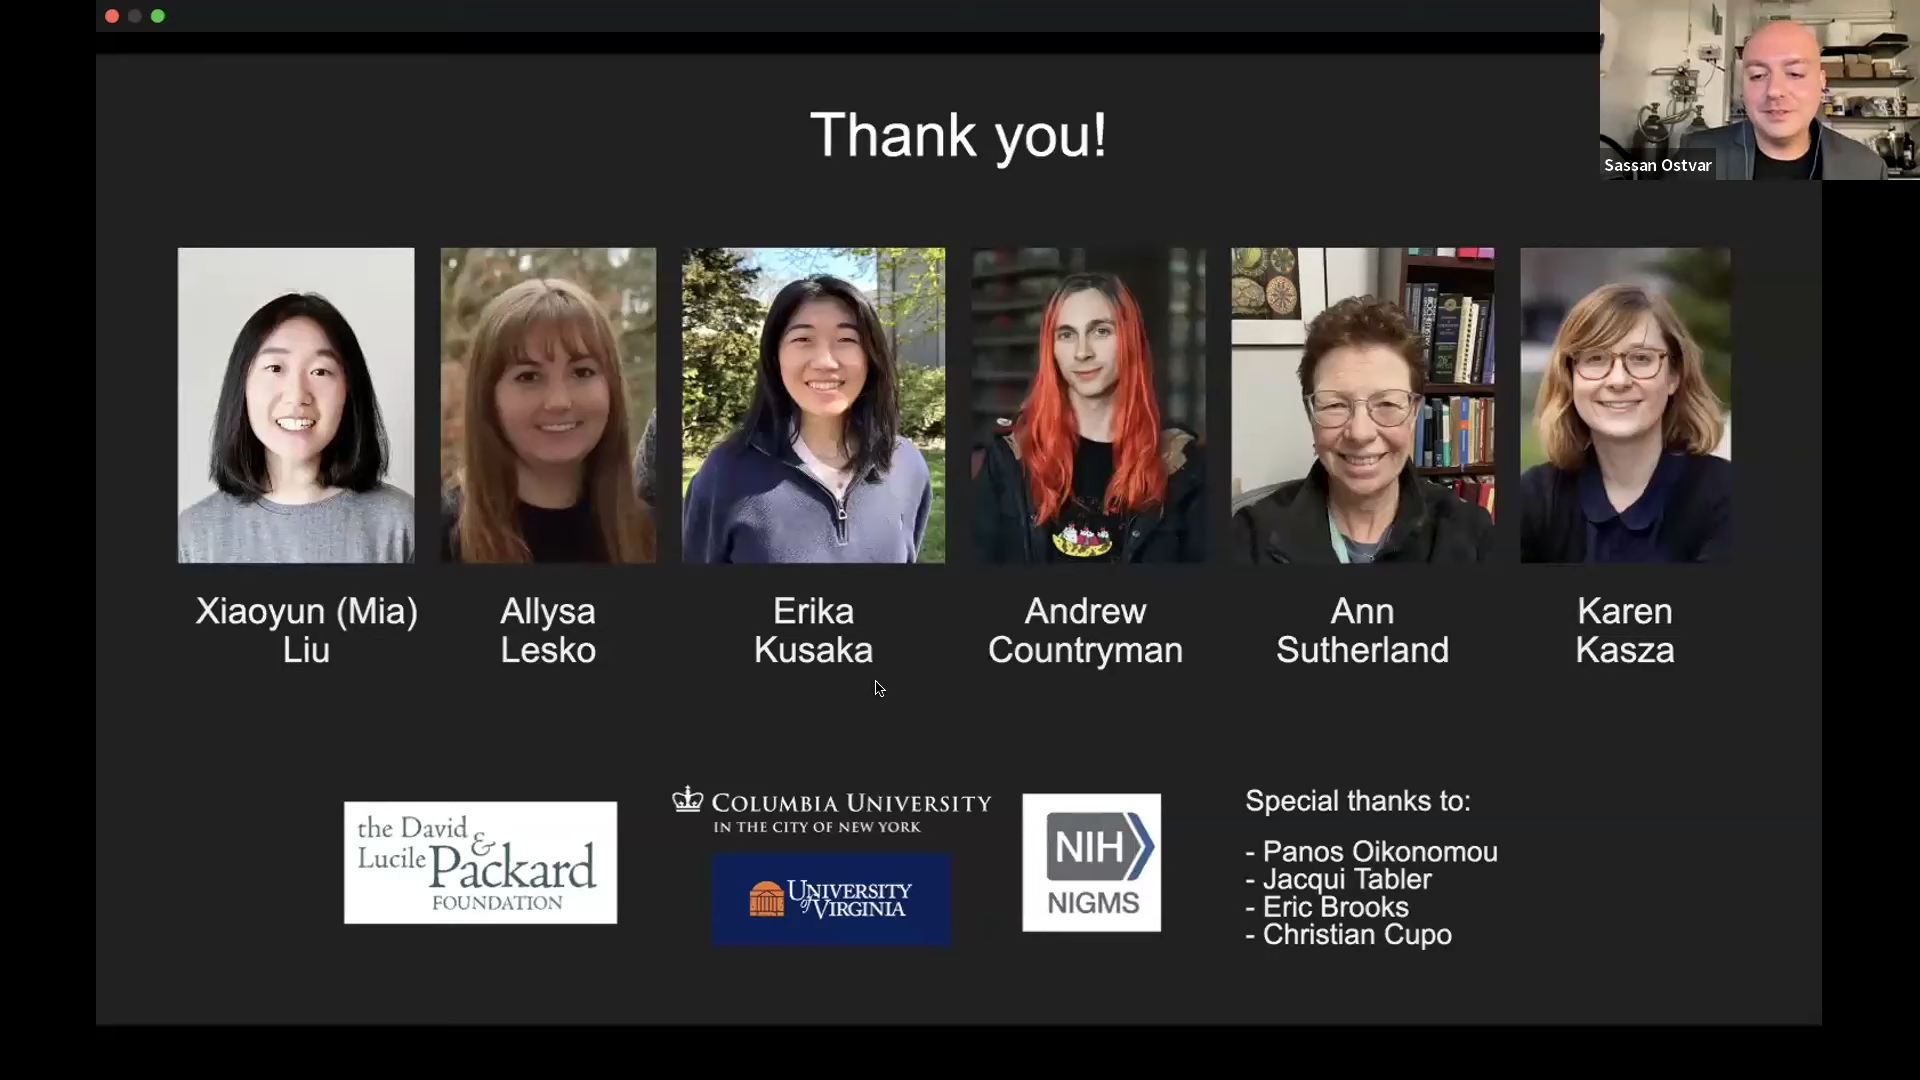 Thank you!
Sassan Ostvar
Xiaoyun (Mia)
Liu
Allysa
Lesko
Erika
Kusaka
Andrew
Countryman
Ann
Sutherland
Karen
Kasza
the David &
Lucile Packard
FOUNDATION
COLUMBIA UNIVERSITY
IN THE CITY OF NEW YORK
UNIVERSITY
of VIRGINIA
NIH
NIGMS
Special thanks to:
- Panos Oikonomou
- Jacqui Tabler
- Eric Brooks
- Christian Cupo